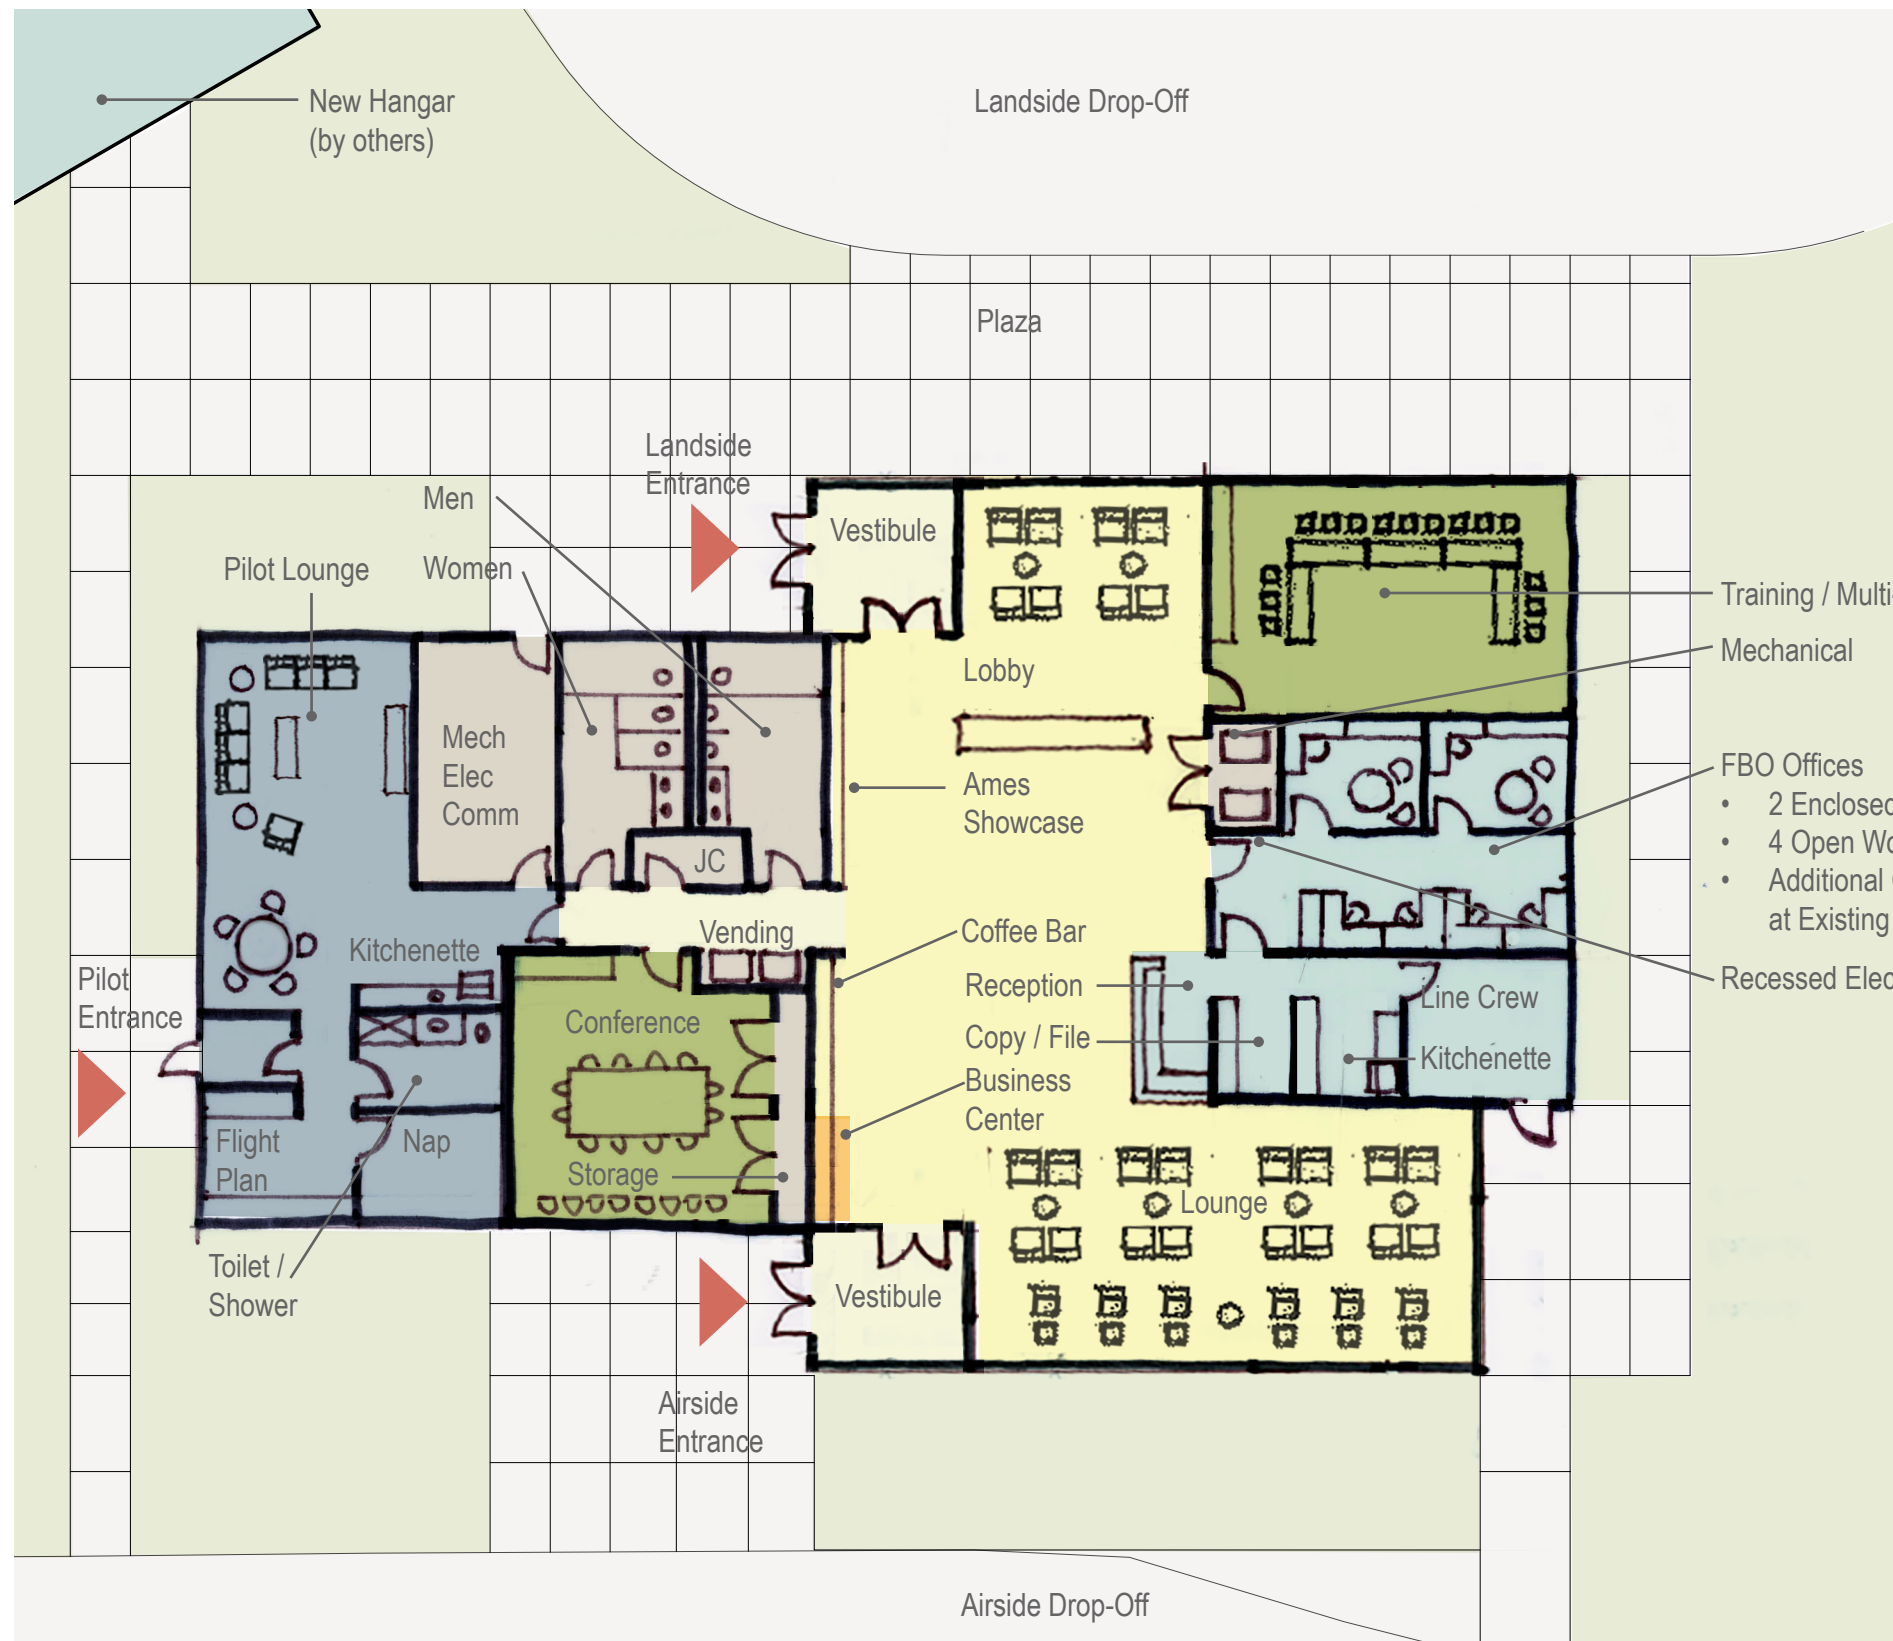 New Hangar
(by others)
Landside Drop-Off
Plaza
Landside
Entrance
Men
Women
Vestibule
Pilot Lounge
Training / Multi-
Mechanical
Lobby
Mech
Elec
Comm
Ames
Showcase
FBO Offices
• 2 Enclosed
• 4 Open Wo
• Additional
at Existing
JC
Vending
Coffee Bar
Kitchenette
Reception
Line Crew
Recessed Elec
Pilot
Entrance
Conference
Copy / File
Kitchenette
Business
Center
Flight
Plan
Nap
Storage
Lounge
Toilet /
Shower
Vestibule
Airside
Entrance
Airside Drop-Off